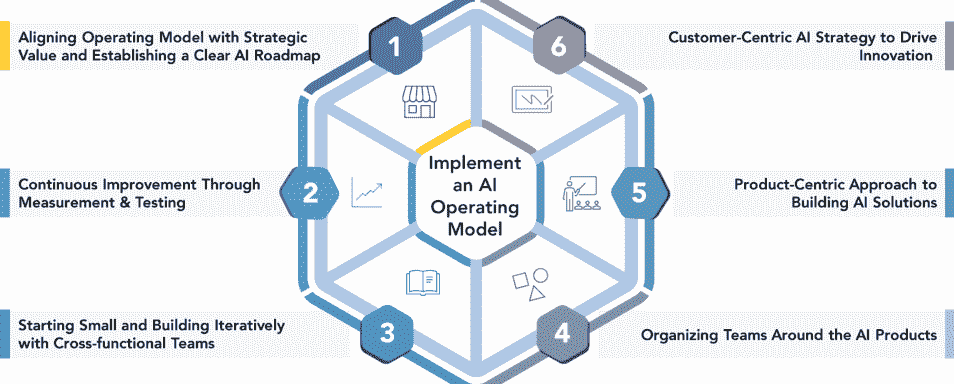 Aligning Operating Model with Strategic
Value and Establishing a Clear AI Roadmap
1
6
Customer-Centric AI Strategy to Drive
Innovation
Continuous Improvement Through
Measurement & Testing
2
Implement
an AI
Operating
Model
5
Product-Centric Approach to
Building AI Solutions
Starting Small and Building Iteratively
with Cross-functional Teams
3
4
Organizing Teams Around the AI Products